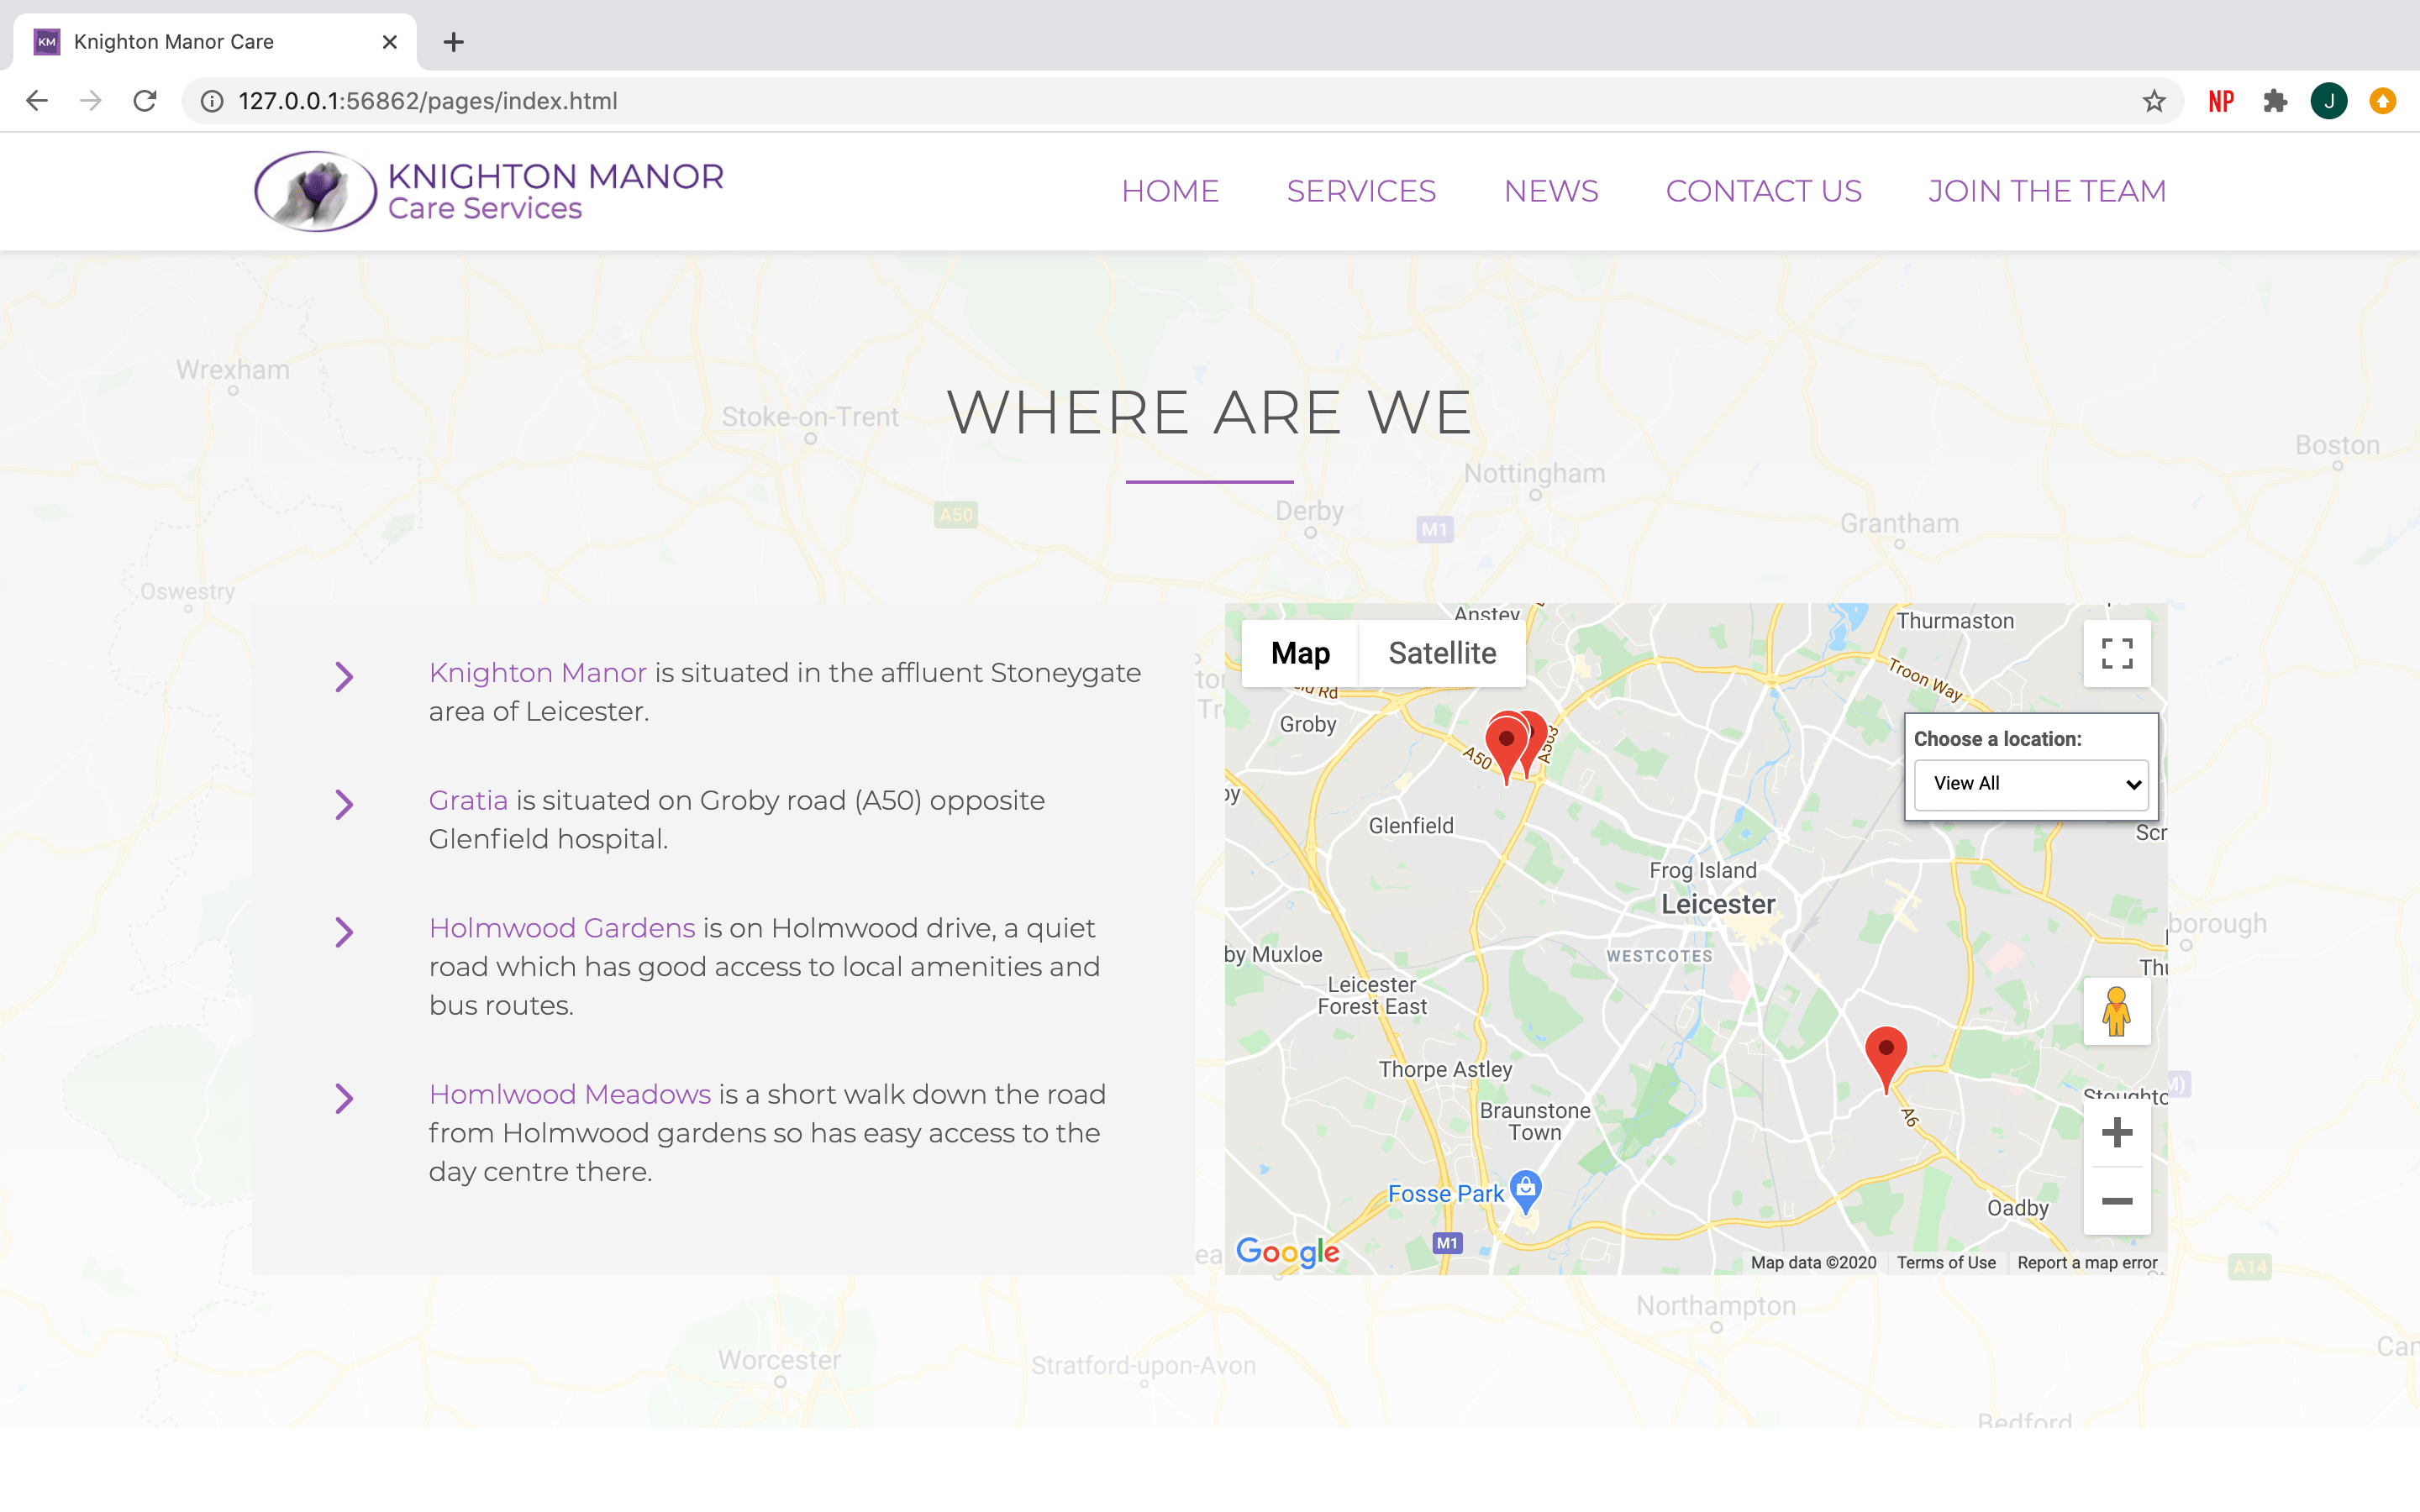 KM Knighton Manor Care
127.0.0.1:56862/pages/index.html
NP
J
KNIGHTON MANOR
Care Services
HOME SERVICES NEWS CONTACT US JOIN THE TEAM
WHERE ARE WE
Wrexham
Stoke-on-Trent
Boston
Nottingham
A50
Derby
M1
Grantham
Oswestry
Knighton Manor is situated in the affluent Stoneygate
area of Leicester.
Gratia is situated on Groby road (A50) opposite
Glenfield hospital.
Holmwood Gardens is on Holmwood drive, a quiet
road which has good access to local amenities and
bus routes.
Homlwood Meadows is a short walk down the road
from Holmwood gardens so has easy access to the
day centre there.
Anstey
Thurmaston
Map Satellite
Troon Way
Rd
Groby
A50
A563
Choose a location:
View All
Glenfield
Scr
Frog Island
Leicester
borough
by Muxloe
WESTCOTES
Leicester
Forest East
Thorpe Astley
Braunstone
Town
A6
Fosse Park
Oadby
M1
Google
Map data ©2020 Terms of Use Report a map error
A14
Northampton
Worcester
Stratford-upon-Avon
Bedford